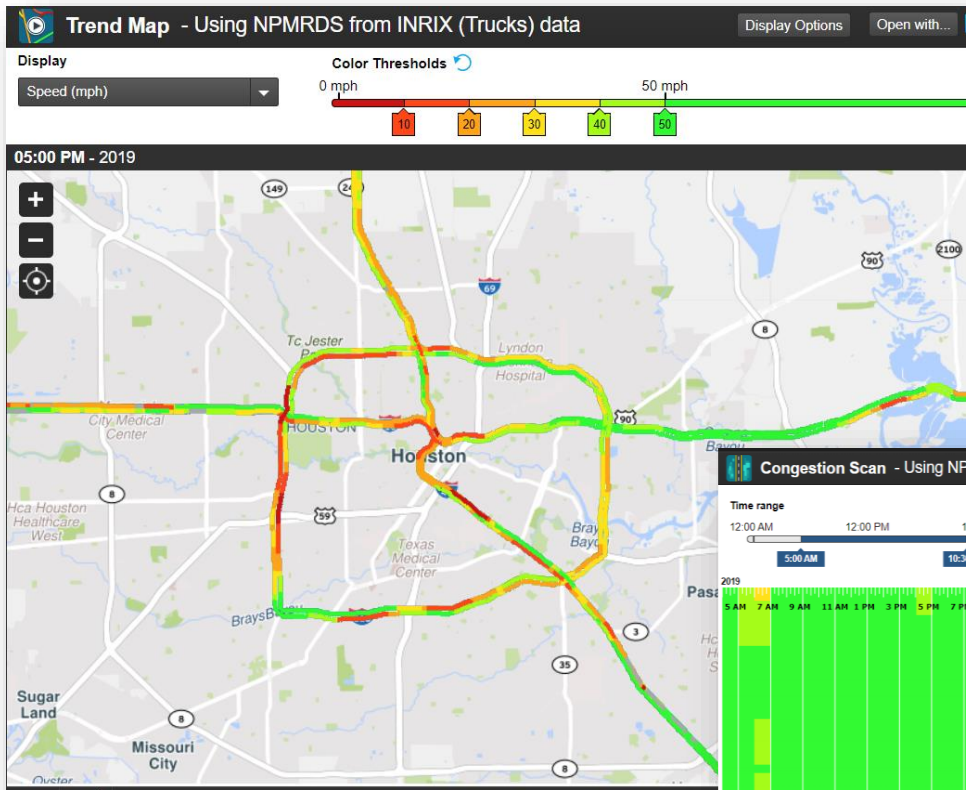 Trend Map - Using NPMRDS from INRIX (Trucks) data
Display Options
Open with...
Display
Speed (mph)
Color Thresholds
0 mph
50 mph
10
20
30
40
50
05:00 PM - 2019
149
69
90
2100
8
Tc Jester
Lyndon
Hospital
City Medical
Center
HOUSTON
90
Houston
8
Hca Houston
Healthcare
West
59
Texas
Medical
Center
Bray
Bayou
Brays Bayou
3
35
Sugar
Land
8
Missouri
City
8
Oyster
Congestion Scan - Using NP
Time range
12:00 AM
12:00 PM
5:00 AM
10:3
2019
5 AM 7 AM 9 AM 11 AM 1 PM 3 PM 5 PM 7 PM